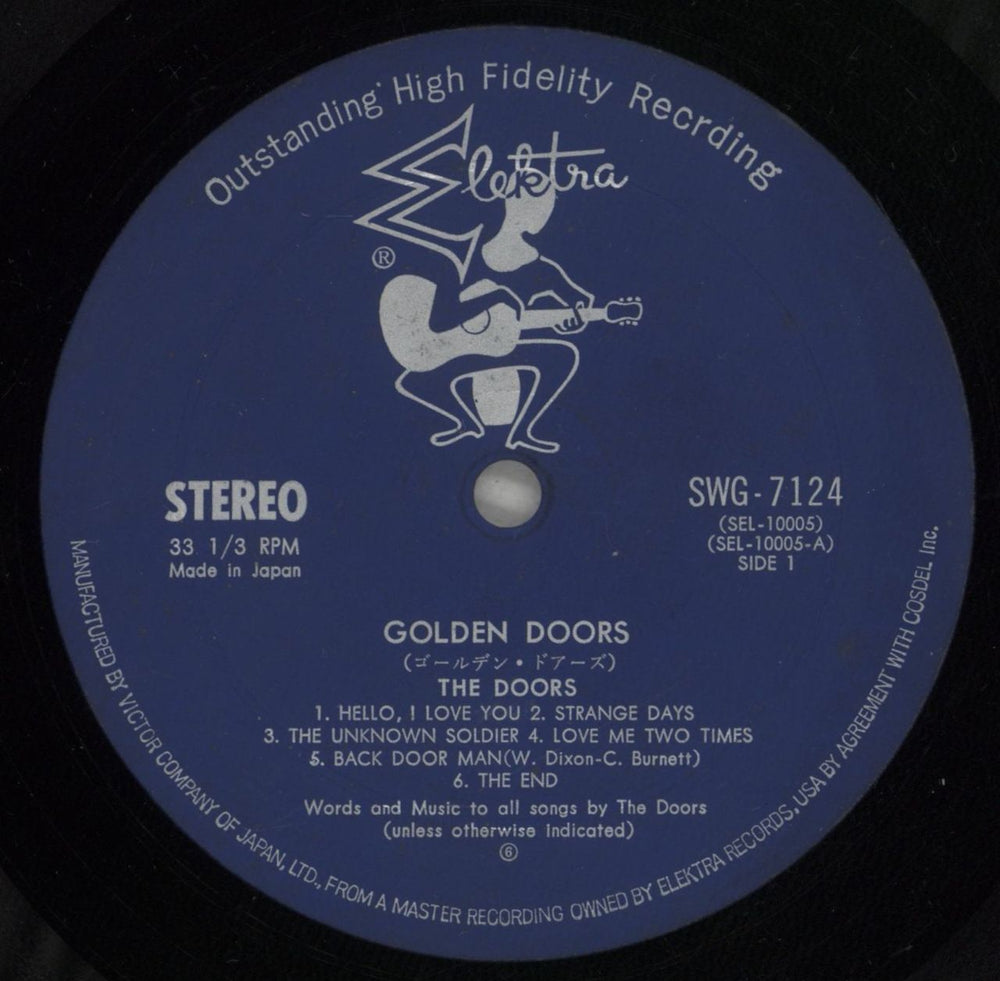 Outstanding High Fidelity Recrding
Elektra
®
STEREO
33 1/3 RPM
Made in Japan
SWG-7124
(SEL-10005)
(SEL-10005-A)
SIDE 1
GOLDEN DOORS
(ゴールデン・ドアーズ)
THE DOORS
1. HELLO, I LOVE YOU 2. STRANGE DAYS
3. THE UNKNOWN SOLDIER 4. LOVE ME TWO TIMES
5. BACK DOOR MAN(W. Dixon-C. Burnett)
6. THE END
Words and Music to all songs by The Doors
(unless otherwise indicated)
⑥
MANUFACTURED BY VICTOR COMPANY OF JAPAN, LTD., FROM A MASTER RECORDING OWNED BY ELEKTRA RECORDS, USA BY AGREEMENT WITH COSDEL Inc.